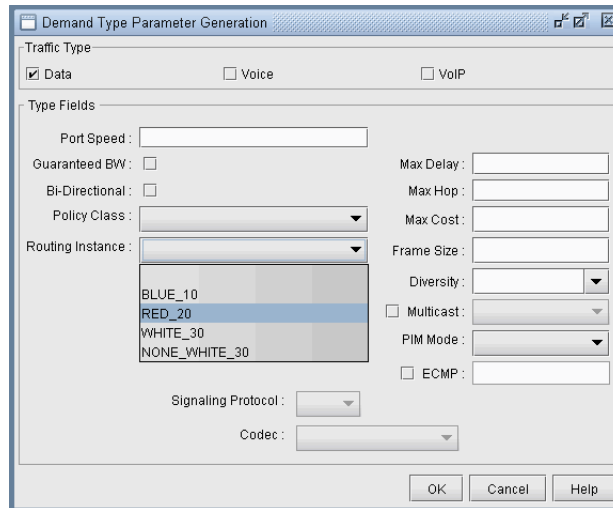 Demand Type Parameter Generation
Traffic Type
Data Voice VoIP
Type Fields
Port Speed :
Guaranteed BW : Max Delay :
Bi-Directional : Max Hop :
Policy Class : Max Cost :
Routing Instance : Frame Size :
Diversity :
BLUE_10
RED_20 Multicast :
WHITE_30
PIM Mode :
NONE_WHITE_30
ECMP :
Signaling Protocol :
Codec :
OK Cancel Help